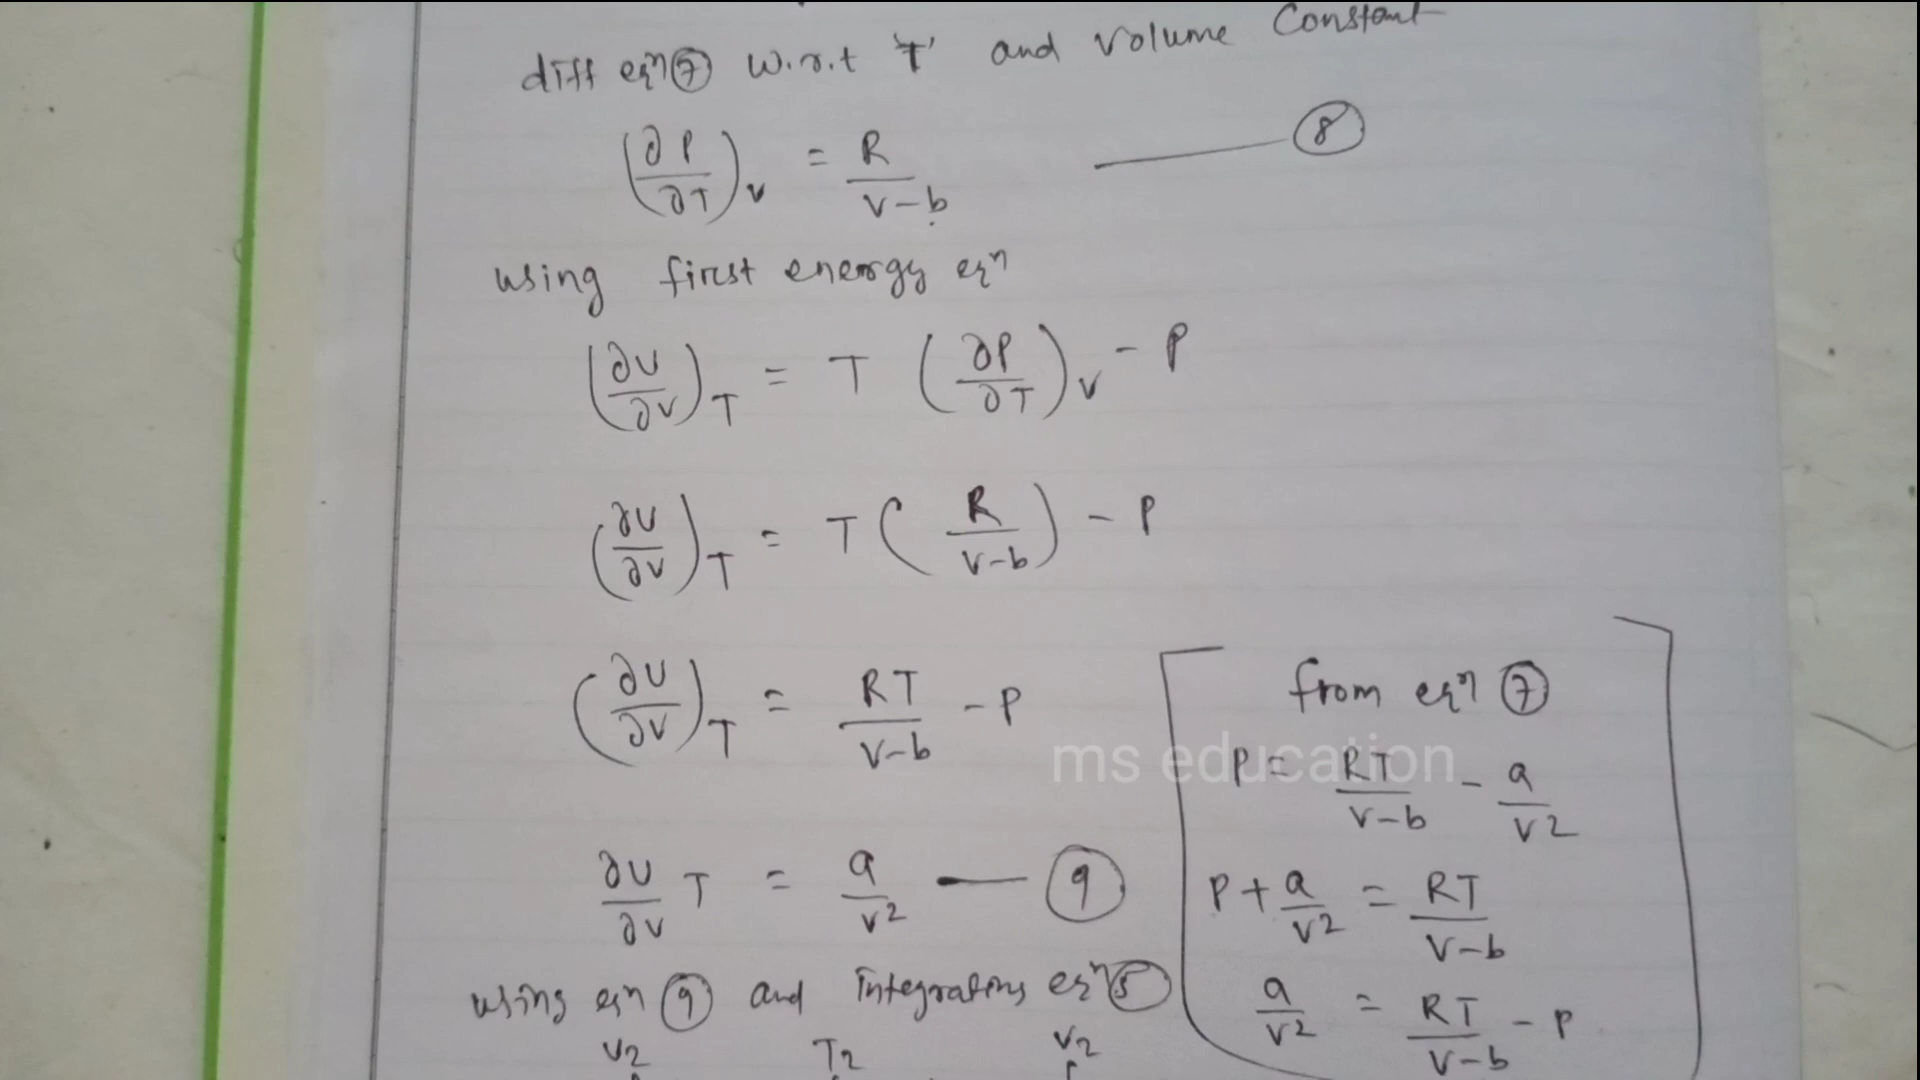 diff eqn ⑦ w.r.t 'T' and volume constant
(∂P/∂T)v = R/(v-b) — ⑧
using first energy eqn
(∂U/∂v)T = T (∂P/∂T)v - P
(∂U/∂v)T = T (R/(v-b)) - P
(∂U/∂v)T = RT/(v-b) - P
∂U/∂v T = a/v2 — ⑨
using eqn ⑨ and integrating eqn ⑤
U2 T2 V2
from eqn ⑦
P = RT/(v-b) - a/v2
P + a/v2 = RT/(v-b)
a/v2 = RT/(v-b) - P
ms education